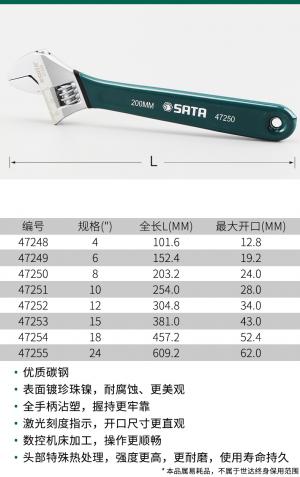 200MM SATA 47250
L
编号 规格(") 全长L(MM) 最大开口(MM)
47248 4 101.6 12.8
47249 6 152.4 19.2
47250 8 203.2 24.0
47251 10 254.0 28.0
47252 12 304.8 34.0
47253 15 381.0 43.0
47254 18 457.2 52.4
47255 24 609.2 62.0
• 优质碳钢
• 表面镀珍珠镍，耐腐蚀、更美观
• 全手柄沾塑，握持更牢靠
• 激光刻度指示，开口尺寸更直观
• 数控机床加工，操作更顺畅
• 头部特殊热处理，强度更高，更耐磨，使用寿命持久
* 本品属易耗品，不属于世达终身保用范围